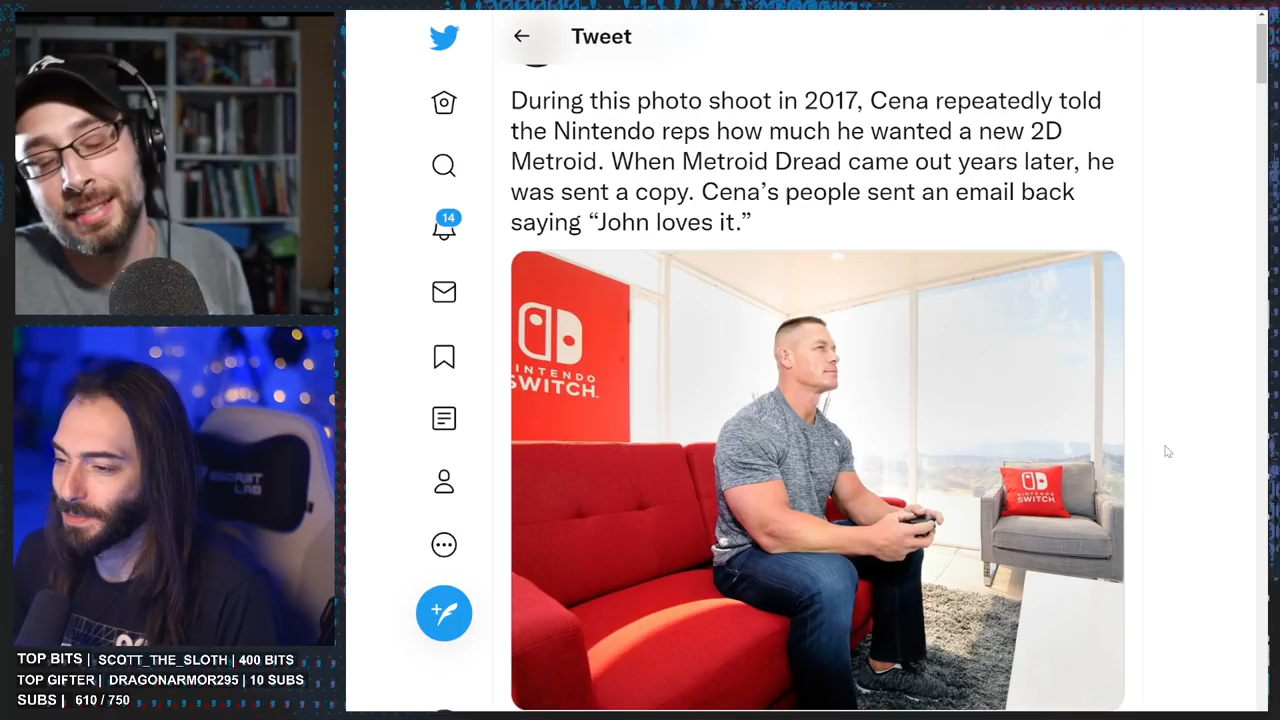 Tweet
During this photo shoot in 2017, Cena repeatedly told
the Nintendo reps how much he wanted a new 2D
Metroid. When Metroid Dread came out years later, he
was sent a copy. Cena’s people sent an email back
saying “John loves it.”
14
NINTENDO
SWITCH
NINTENDO
SWITCH
SECRET
LAB
TOP BITS | SCOTT_THE_SLOTH | 400 BITS
TOP GIFTER | DRAGONARMOR295 | 10 SUBS
SUBS | 610 / 750